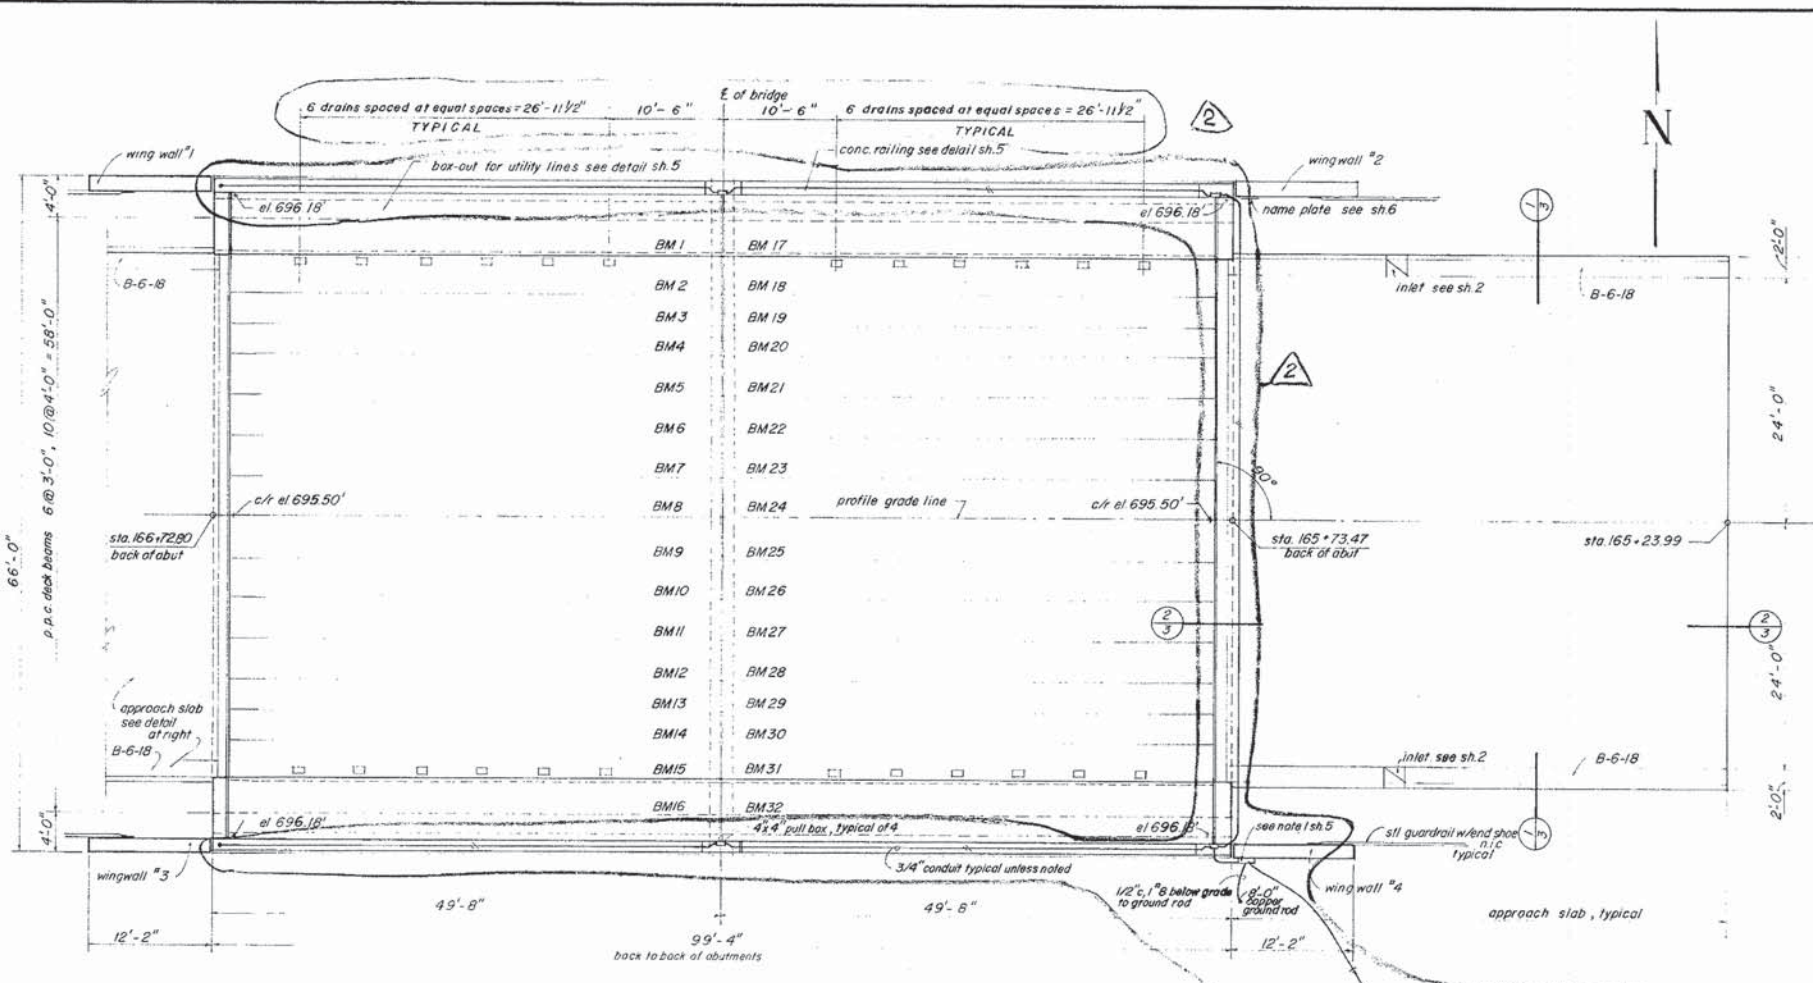 ℄ of bridge
6 drains spaced at equal spaces = 26'-11 1/2"
10'-6"
10'-6"
6 drains spaced at equal spaces = 26'-11 1/2"
TYPICAL
TYPICAL
2
N
wing wall #1
box-out for utility lines see detail sh.5
conc. railing see detail sh.5
wingwall #2
4'-0"
el 696.18'
el 696.18'
name plate see sh.6
1/3
BM 1
BM 17
2'-0"
B-6-18
BM 2
BM 18
inlet see sh.2
B-6-18
BM 3
BM 19
BM4
BM 20
2
BM5
BM 21
24'-0"
BM 6
BM22
BM7
BM 23
90°
c/r el 695.50'
BM8
BM 24
profile grade line
c/r el 695.50'
sta. 166+72.80
back of abut
sta. 165+73.47
back of abut
sta. 165+23.99
66'-0"
p.p.c. deck beams 6@3'-0", 10@4'-0" = 58'-0"
BM9
BM25
BM10
BM 26
2/3
2/3
BM11
BM27
BM12
BM 28
24'-0"
approach slab
see detail
at right
BM13
BM 29
B-6-18
BM14
BM 30
inlet see sh.2
B-6-18
BM15
BM 31
BM16
BM 32
2'-0"
4'-0"
el 696.18'
4"x4" pull box, typical of 4
el 696.18'
see note 1 sh.5
stl guardrail w/end shoe
n.i.c
typical
1/3
wingwall #3
3/4" conduit typical unless noted
1/2"c, 1 #8 below grade
to ground rod
8'-0"
copper
ground rod
wing wall #4
49'-8"
49'-8"
approach slab, typical
12'-2"
99'-4"
12'-2"
back to back of abutments